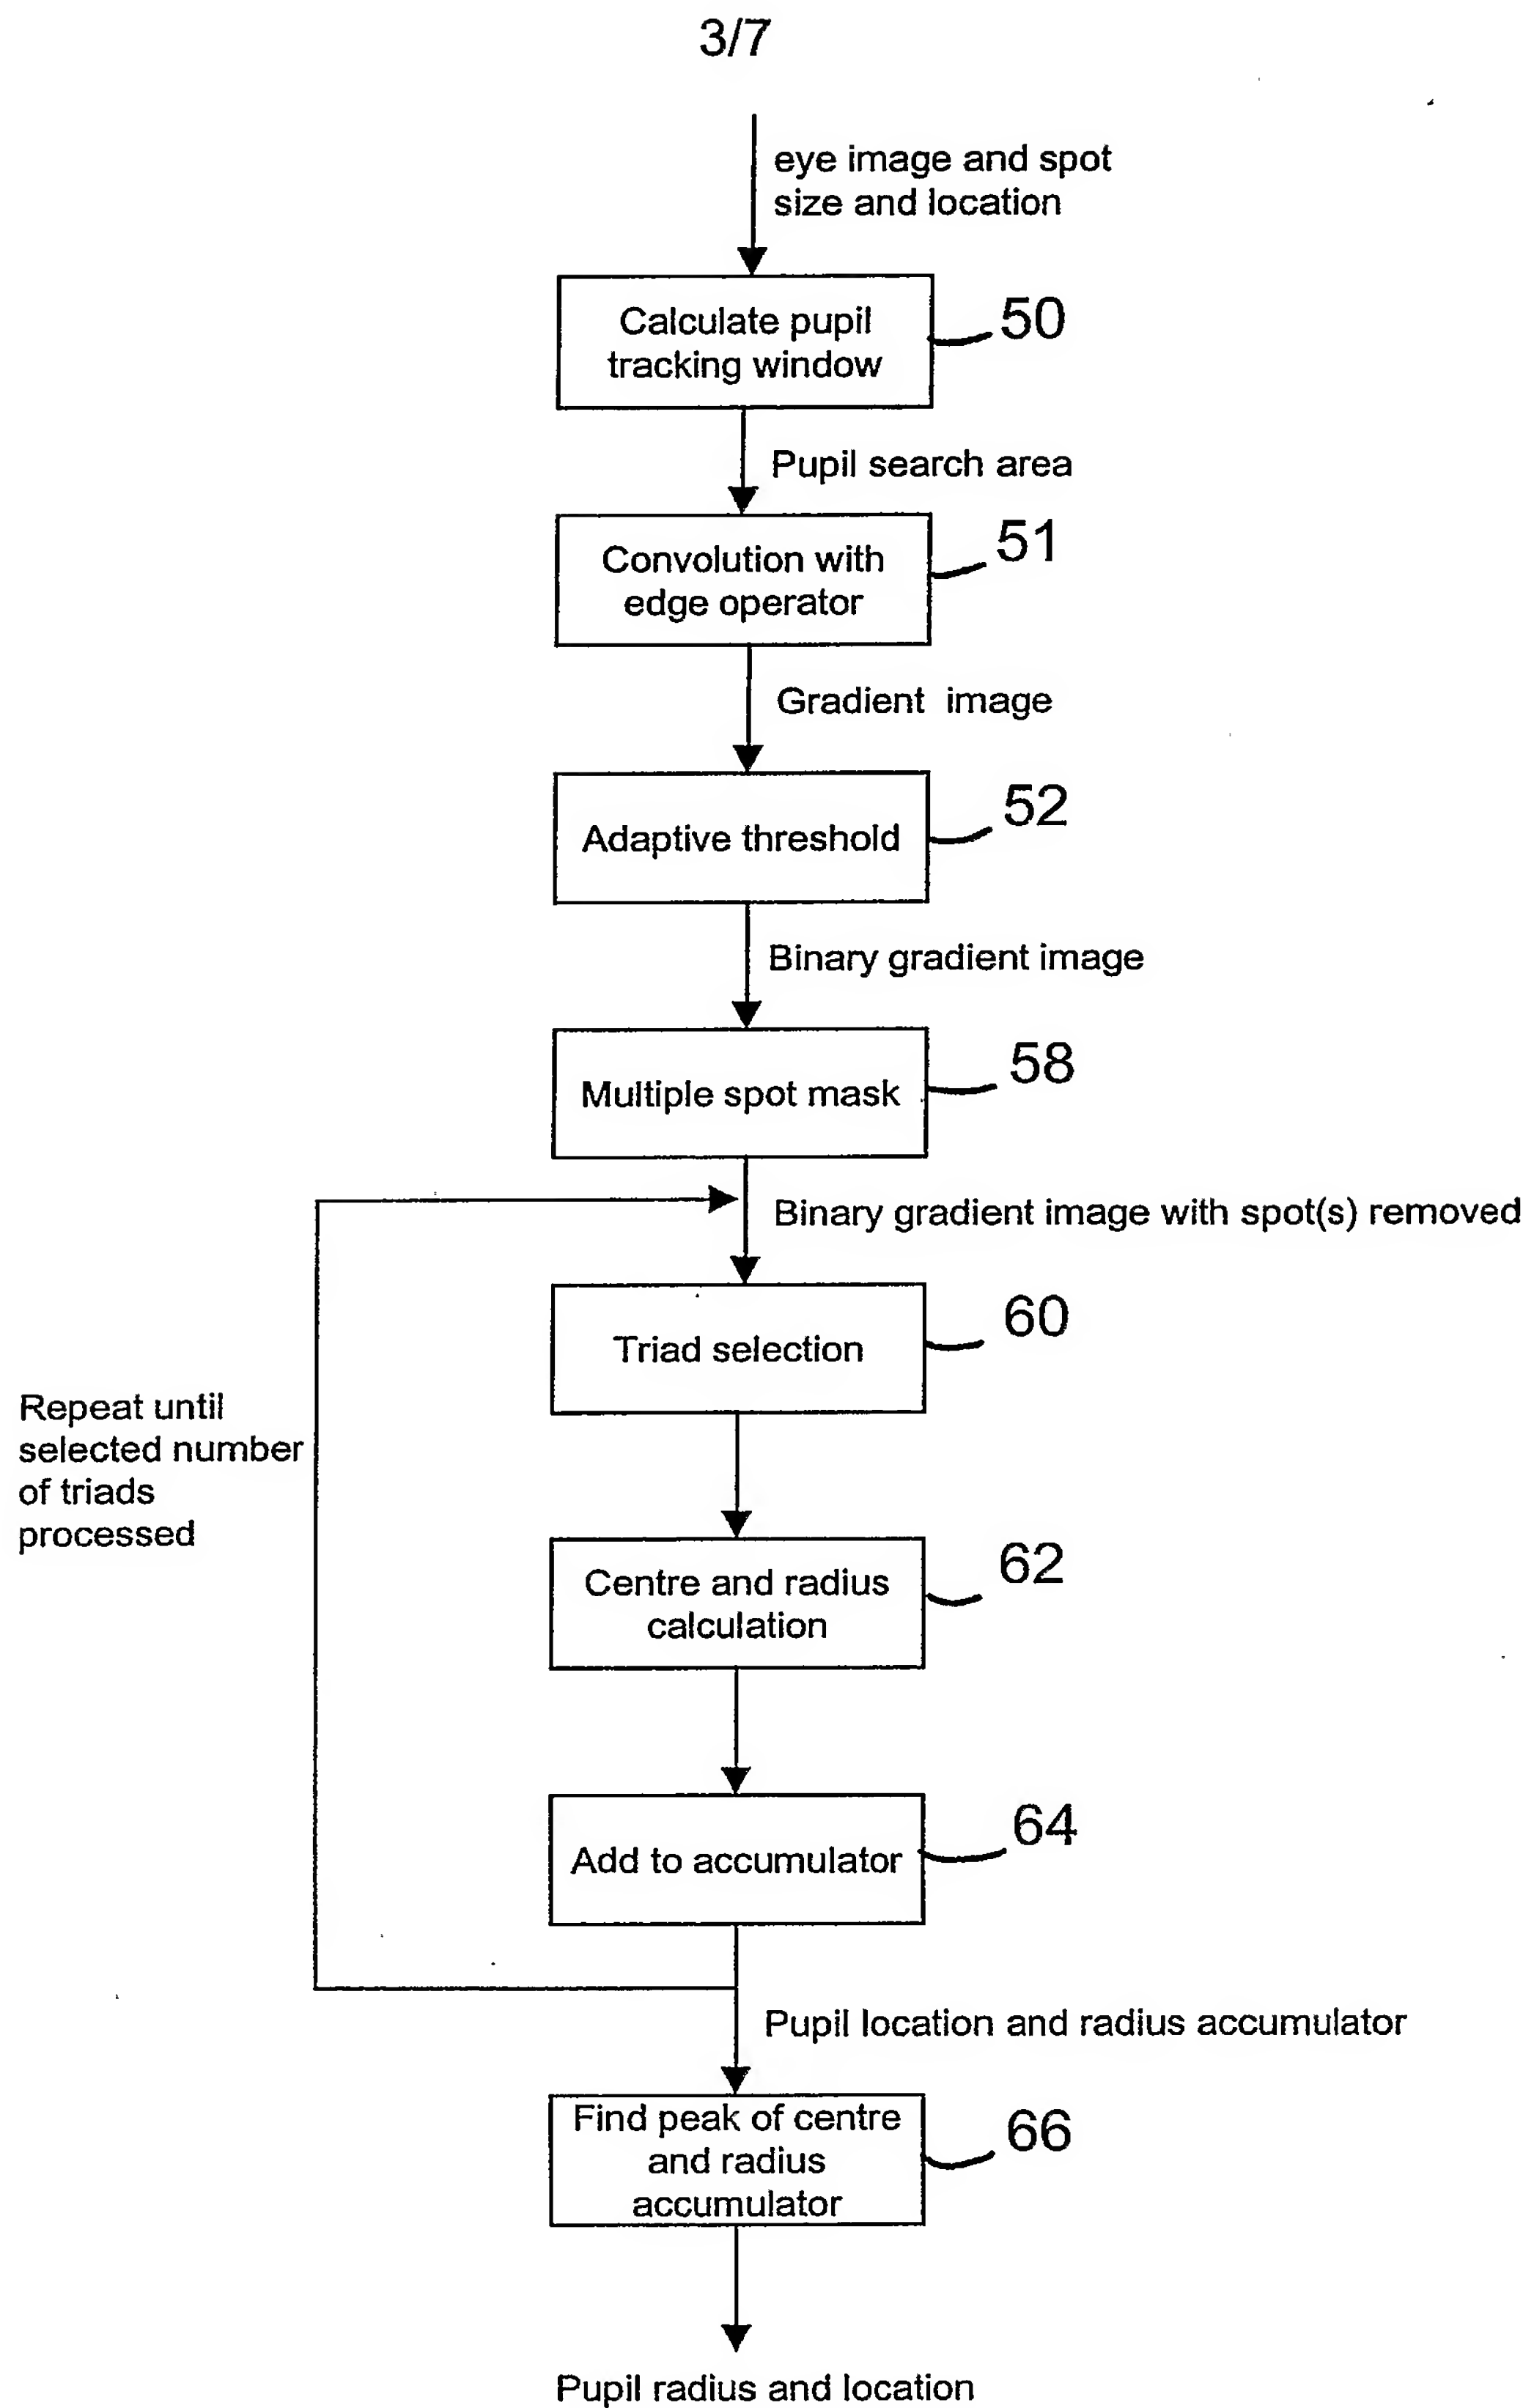 3/7
eye image and spot
size and location
Calculate pupil
tracking window
50
Pupil search area
Convolution with
edge operator
51
Gradient image
Adaptive threshold
52
Binary gradient image
Multiple spot mask
58
Binary gradient image with spot(s) removed
Triad selection
60
Repeat until
selected number
of triads
processed
Centre and radius
calculation
62
Add to accumulator
64
Pupil location and radius accumulator
Find peak of centre
and radius
accumulator
66
Pupil radius and location